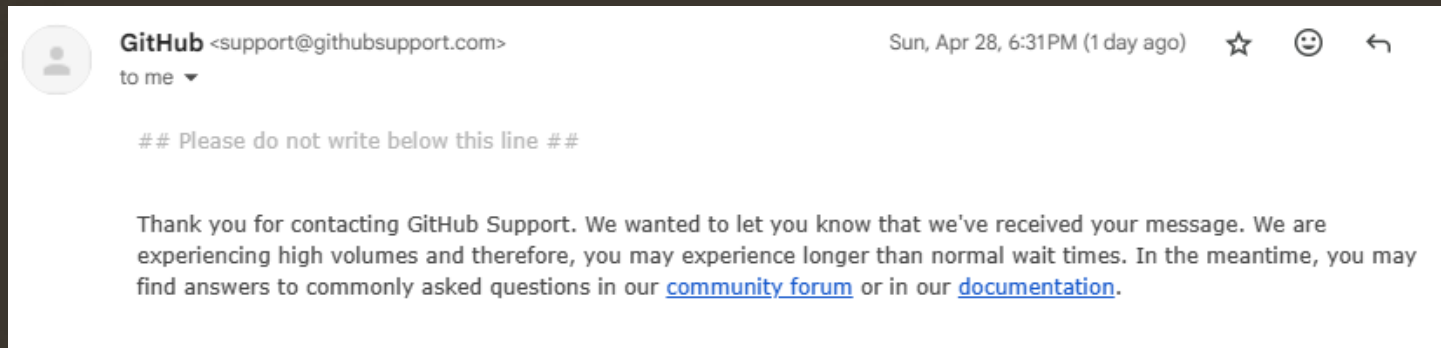 GitHub <support@githubsupport.com> Sun, Apr 28, 6:31 PM (1 day ago)
to me
## Please do not write below this line ##
Thank you for contacting GitHub Support. We wanted to let you know that we've received your message. We are
experiencing high volumes and therefore, you may experience longer than normal wait times. In the meantime, you may
find answers to commonly asked questions in our community forum or in our documentation.